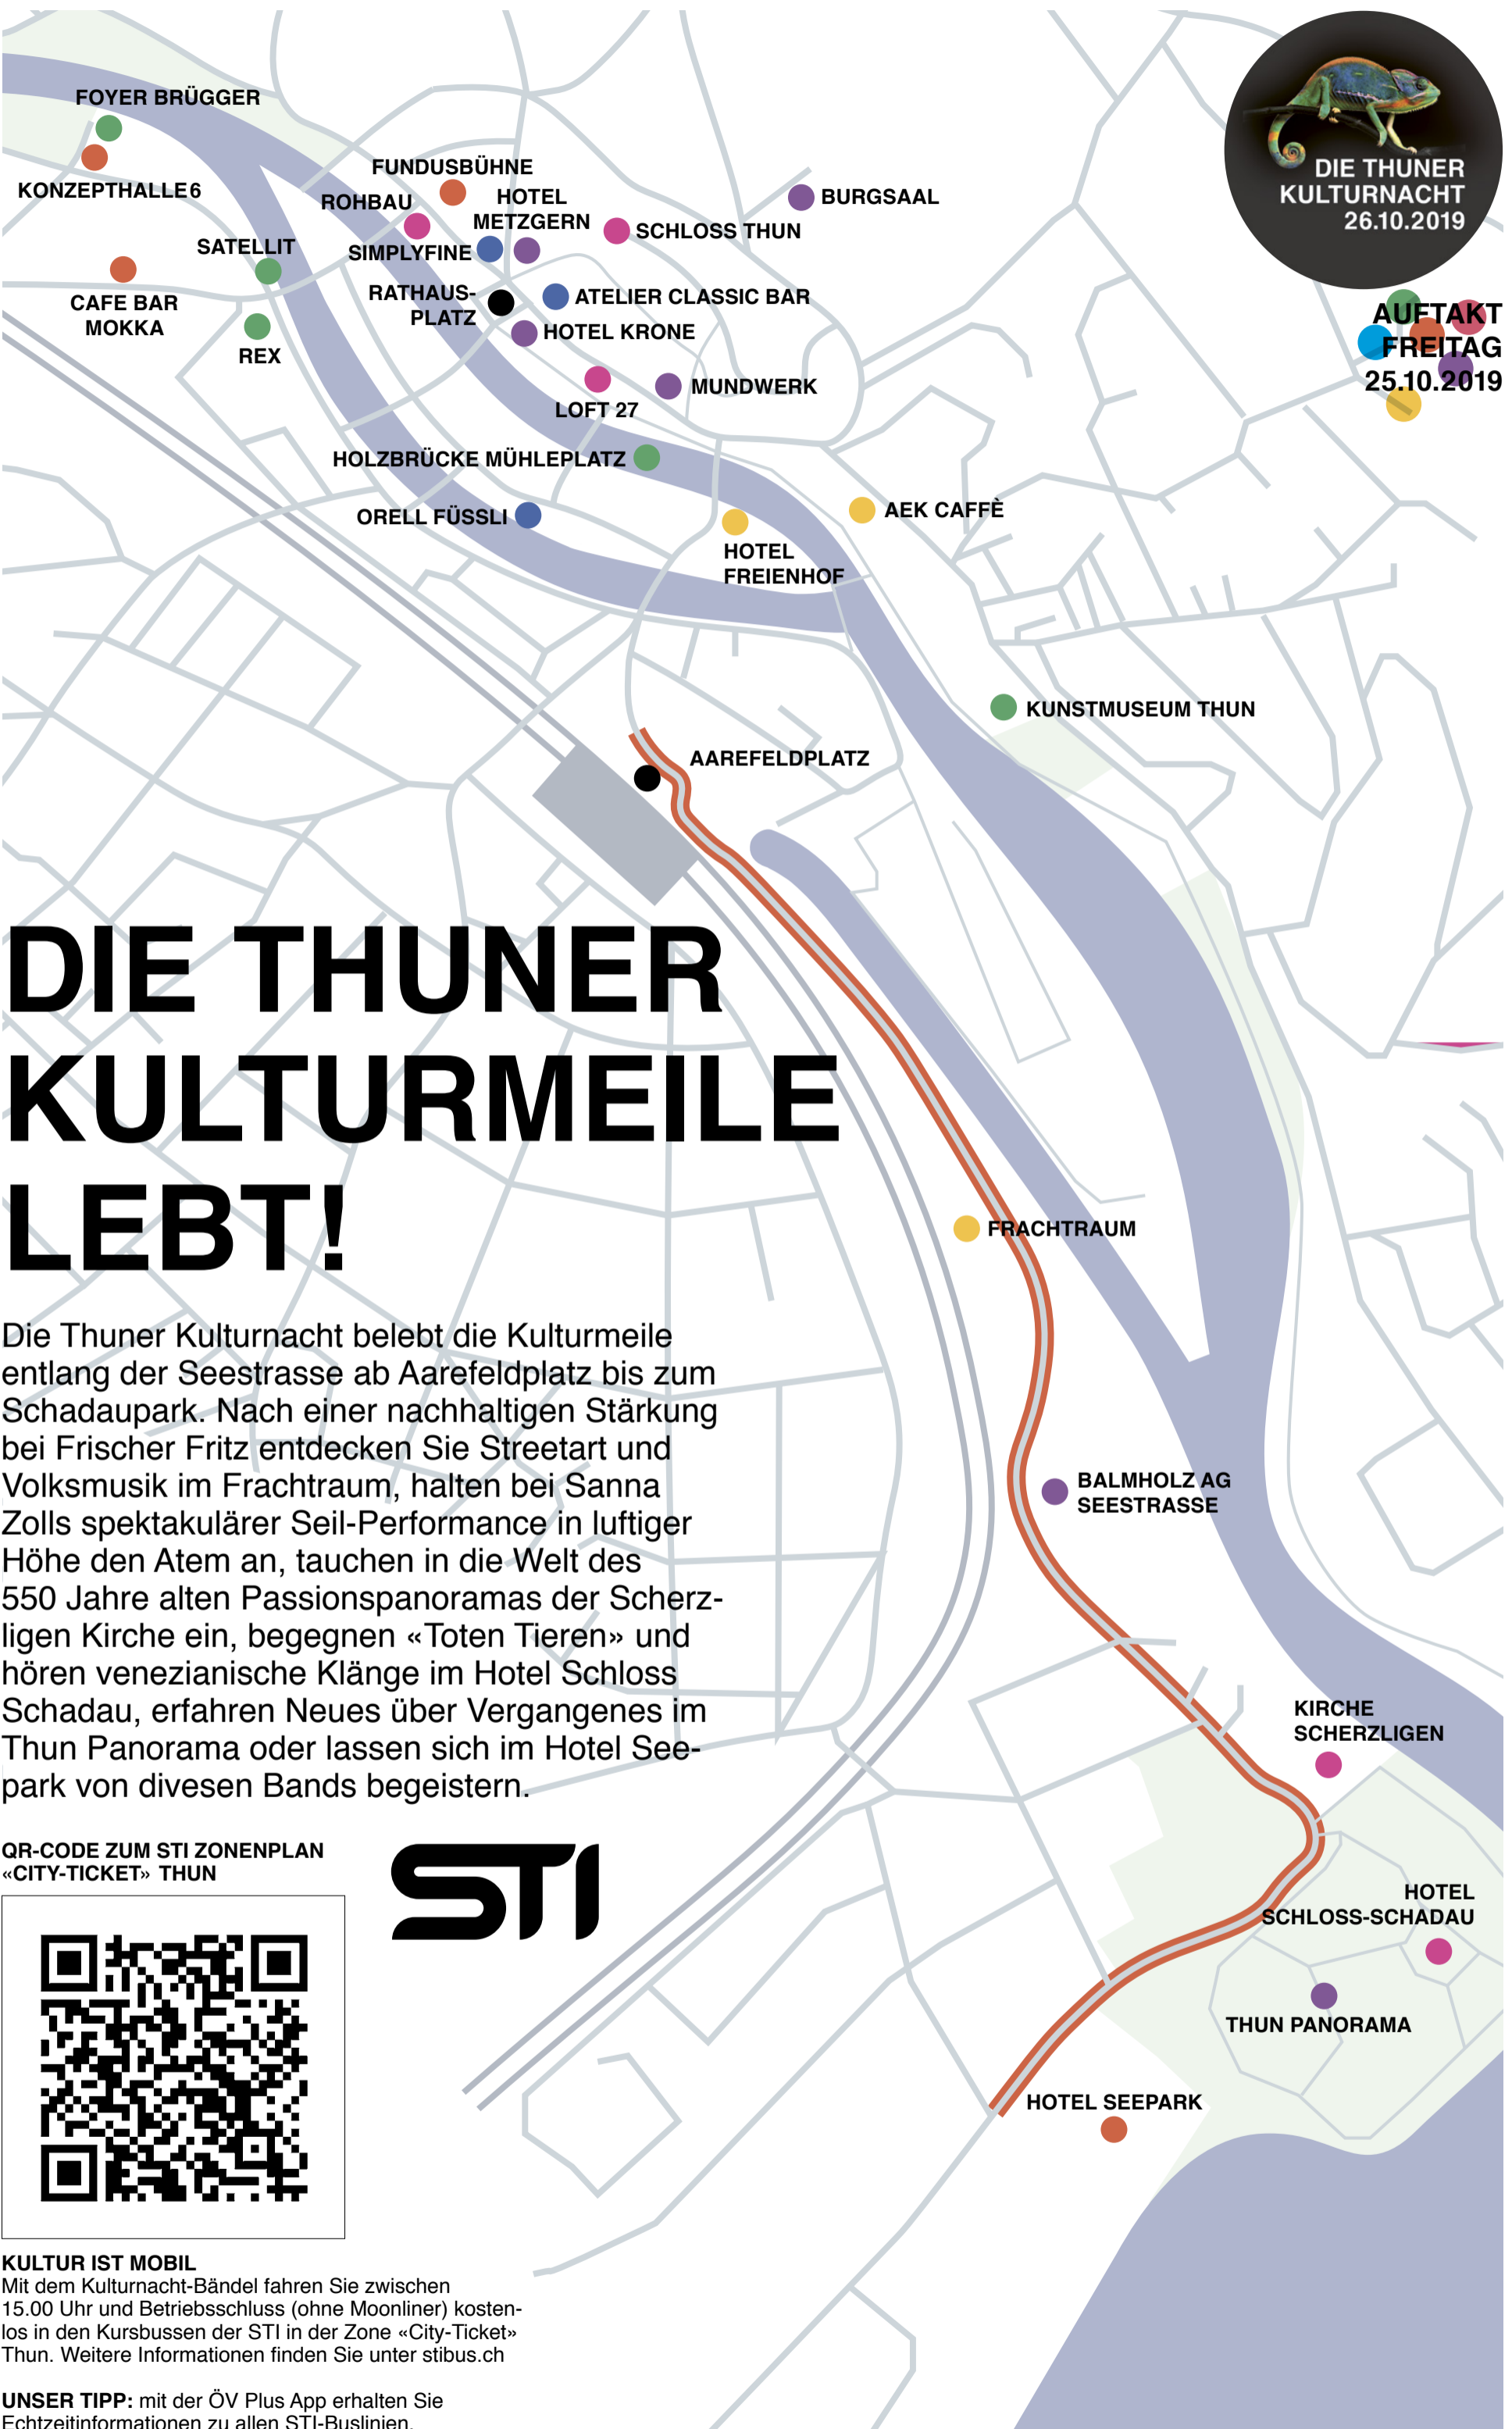 FOYER BRÜGGER
KONZEPTHALLE6
FUNDUSBÜHNE
ROHBAU
HOTEL
METZGERN
SIMPLYFINE
SCHLOSS THUN
BURGSAAL
DIE THUNER
KULTURNACHT
26.10.2019
SATELLIT
CAFE BAR
MOKKA
REX
RATHAUS-
PLATZ
ATELIER CLASSIC BAR
HOTEL KRONE
AUFTAKT
FREITAG
25.10.2019
LOFT 27
MUNDWERK
HOLZBRÜCKE MÜHLEPLATZ
ORELL FÜSSLI
AEK CAFFÈ
HOTEL
FREIENHOF
KUNSTMUSEUM THUN
AAREFELDPLATZ
DIE THUNER
KULTURMEILE
LEBT!
FRACHTRAUM
Die Thuner Kulturnacht belebt die Kulturmeile
entlang der Seestrasse ab Aarefeldplatz bis zum
Schadaupark. Nach einer nachhaltigen Stärkung
bei Frischer Fritz entdecken Sie Streetart und
Volksmusik im Frachtraum, halten bei Sanna
Zolls spektakulärer Seil-Performance in luftiger
Höhe den Atem an, tauchen in die Welt des
550 Jahre alten Passionspanoramas der Scherz-
ligen Kirche ein, begegnen «Toten Tieren» und
hören venezianische Klänge im Hotel Schloss
Schadau, erfahren Neues über Vergangenes im
Thun Panorama oder lassen sich im Hotel See-
park von divesen Bands begeistern.
BALMHOLZ AG
SEESTRASSE
KIRCHE
SCHERZLIGEN
HOTEL
SCHLOSS-SCHADAU
THUN PANORAMA
HOTEL SEEPARK
QR-CODE ZUM STI ZONENPLAN
«CITY-TICKET» THUN
STI
KULTUR IST MOBIL
Mit dem Kulturnacht-Bändel fahren Sie zwischen
15.00 Uhr und Betriebsschluss (ohne Moonliner) kosten-
los in den Kursbussen der STI in der Zone «City-Ticket»
Thun. Weitere Informationen finden Sie unter stibus.ch
UNSER TIPP: mit der ÖV Plus App erhalten Sie
Echtzeitinformationen zu allen STI-Buslinien.